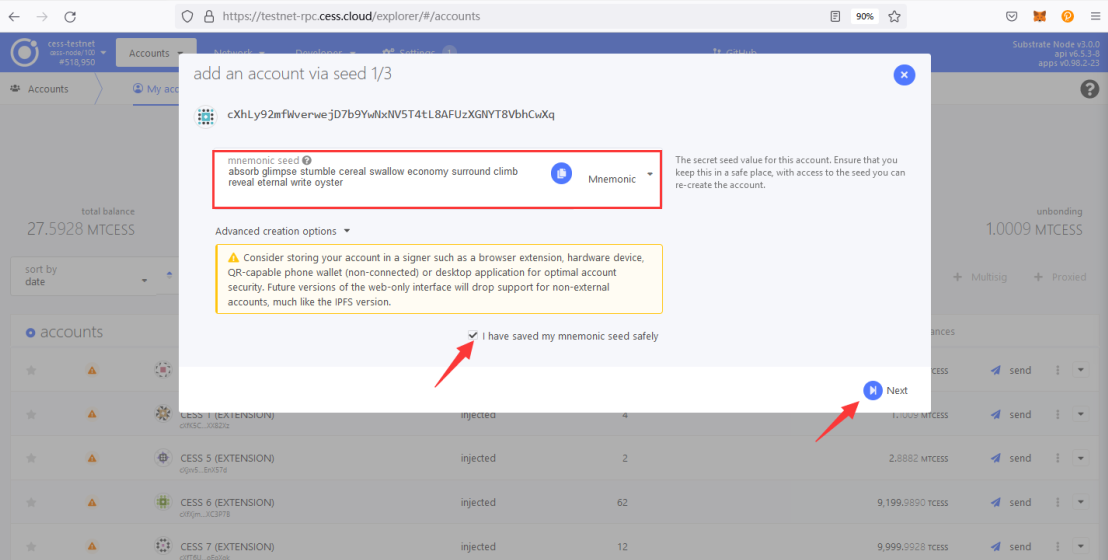 https://testnet-rpc.cess.cloud/explorer/#/accounts
90%
cess-testnet
cess-node/100
#518,950
Accounts
Network
Developer
Settings
1
GitHub
Substrate Node v3.0.0
api v6.5.3-8
apps v0.98.2-23
Accounts
My acc
add an account via seed 1/3
cXhLy92mfWverwejD7b9YwNxNV5T4tL8AFUzXGNYT8VbhCwXq
mnemonic seed
absorb glimpse stumble cereal swallow economy surround climb
reveal eternal write oyster
Mnemonic
The secret seed value for this account. Ensure that you
keep this in a safe place, with access to the seed you can
re-create the account.
total balance
27.5928 MTCESS
unbonding
1.0009 MTCESS
Advanced creation options
Consider storing your account in a signer such as a browser extension, hardware device,
QR-capable phone wallet (non-connected) or desktop application for optimal account
security. Future versions of the web-only interface will drop support for non-external
accounts, much like the IPFS version.
sort by
date
Multisig
Proxied
I have saved my mnemonic seed safely
accounts
ances
send
Next
CESS 1 (EXTENSION)
injected
4
1.1009 MTCESS
send
CESS 5 (EXTENSION)
injected
2
2.8882 MTCESS
send
CESS 6 (EXTENSION)
injected
62
9,199.9890 TCESS
send
CESS 7 (EXTENSION)
injected
12
9,999.9928 TCESS
send